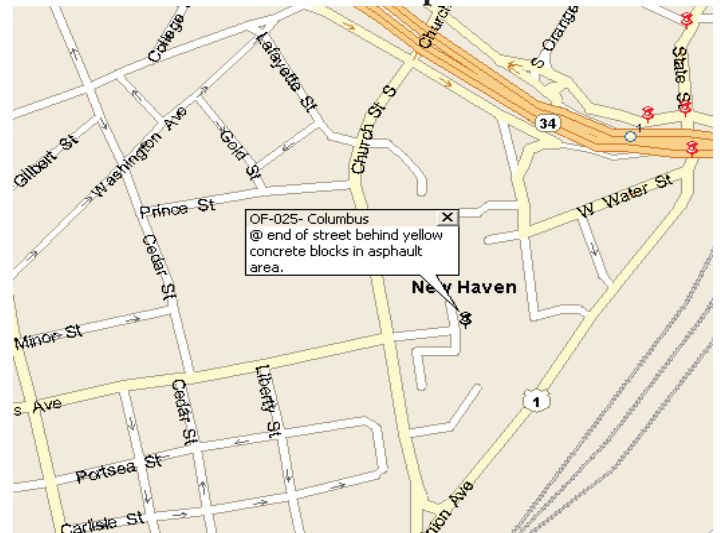 College
Lafayette St
Church
S Orange
State St
34
1
Church St S
Gilbert St
Washington Ave
Gold St
Prince St
W Water St
OF-025- Columbus
@ end of street behind yellow
concrete blocks in asphault
area.
New Haven
Cedar St
Minor St
s Ave
Cedar St
Liberty St
1
Portsea St
Carlisle St
nion Ave